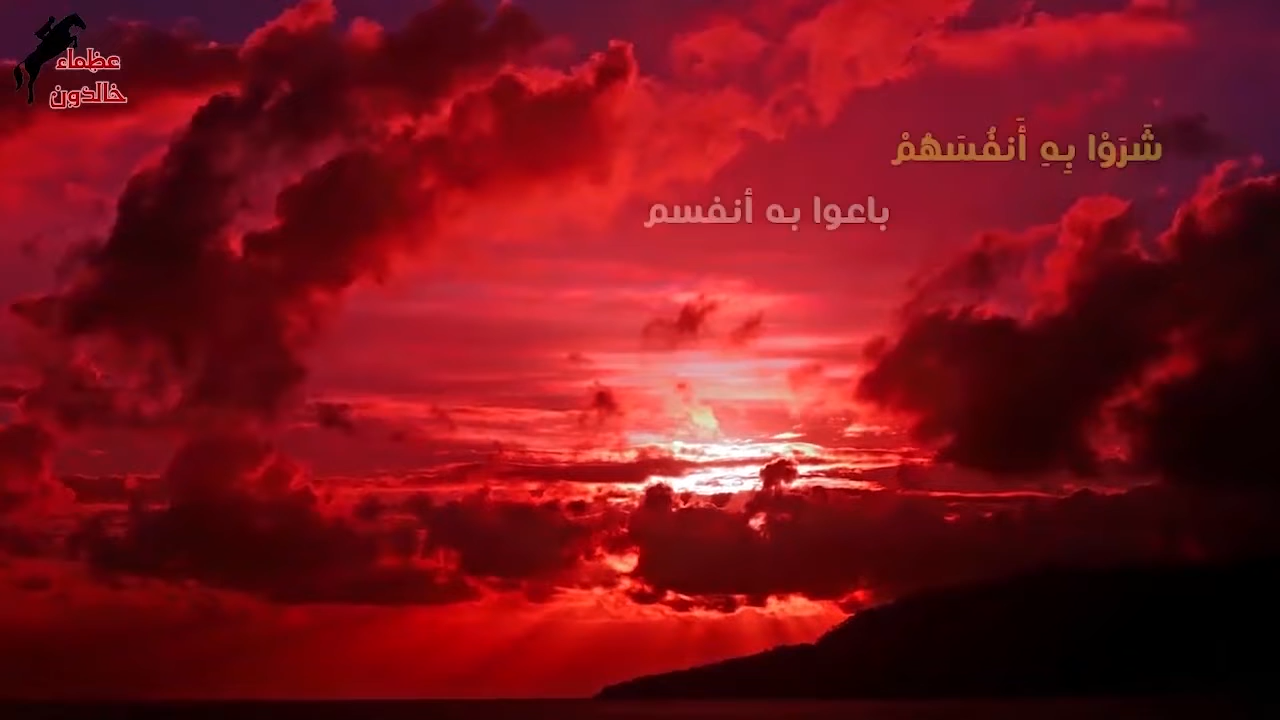 عظماء
خالدون
شَرَوْا بِهِ أَنفُسَهُمْ
باعوا به أنفسم